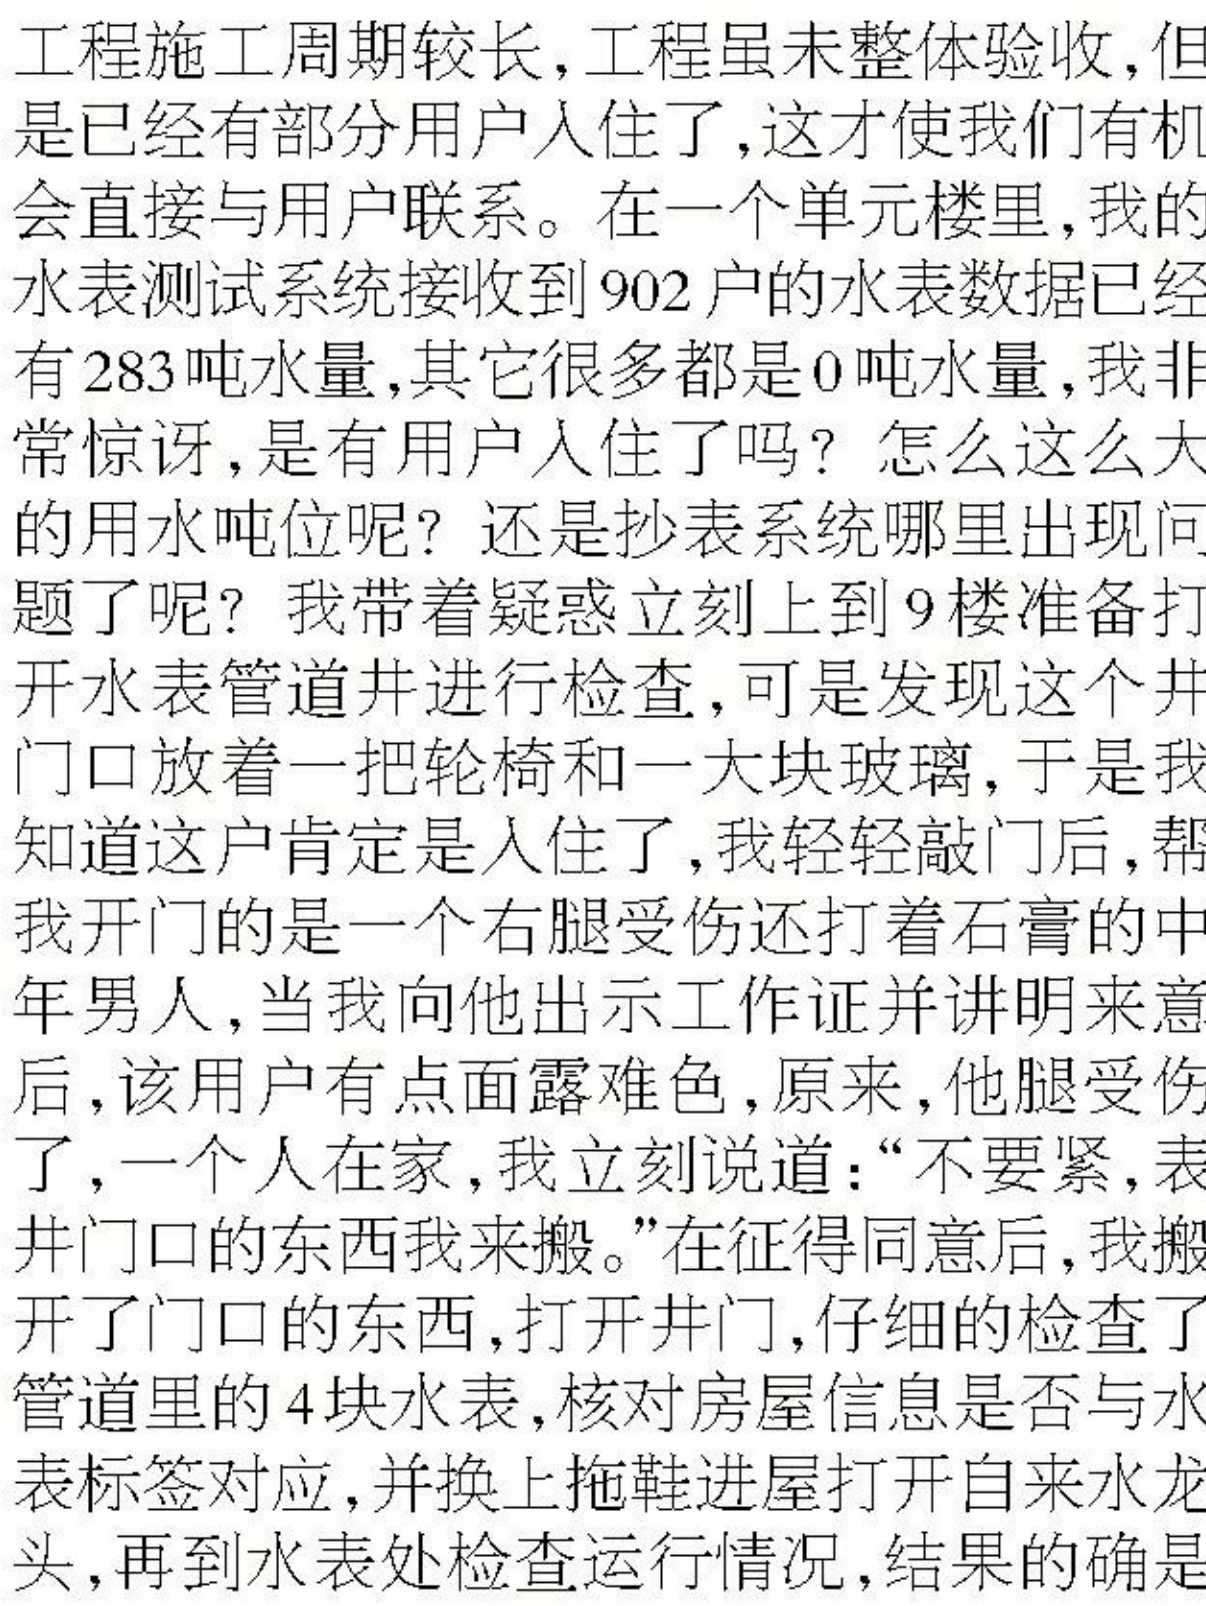 工程施工周期较长,工程虽未整体验收,但
是已经有部分用户入住了,这才使我们有机
会直接与用户联系。在一个单元楼里,我的
水表测试系统接收到902户的水表数据已经
有283吨水量,其它很多都是0吨水量,我非
常惊讶,是有用户入住了吗?怎么这么大
的用水吨位呢?还是抄表系统哪里出现问
题了呢?我带着疑惑立刻上到9楼准备打
开水表管道井进行检查,可是发现这个井
门口放着一把轮椅和一大块玻璃,于是我
知道这户肯定是入住了,我轻轻敲门后,帮
我开门的是一个右腿受伤还打着石膏的中
年男人,当我向他出示工作证并讲明来意
后,该用户有点面露难色,原来,他腿受伤
了,一个人在家,我立刻说道:“不要紧,表
井门口的东西我来搬。”在征得同意后,我搬
开了门口的东西,打开井门,仔细的检查了
管道里的4块水表,核对房屋信息是否与水
表标签对应,并换上拖鞋进屋打开自来水龙
头,再到水表处检查运行情况,结果的确是